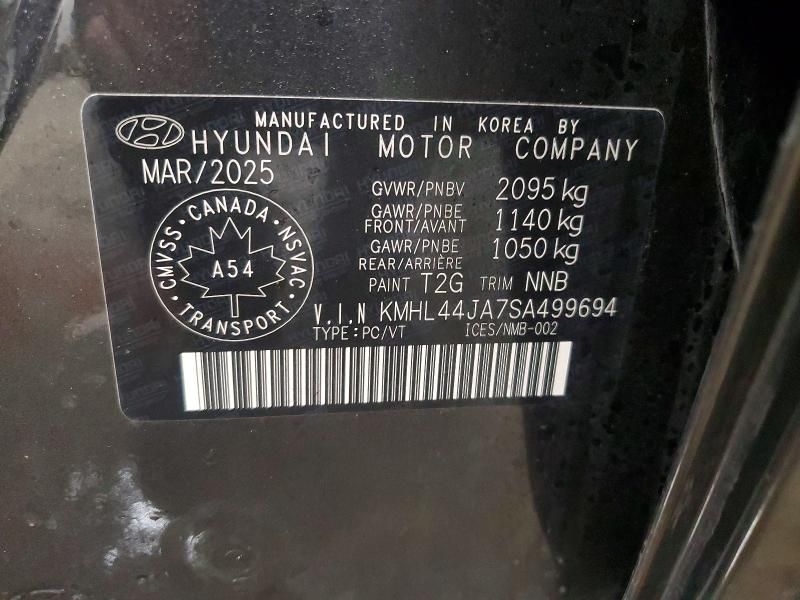 MANUFACTURED IN KOREA BY
HYUNDAI MOTOR COMPANY
MAR/2025
GVWR/PNBV 2095 kg
GAWR/PNBE FRONT/AVANT 1140 kg
GAWR/PNBE REAR/ARRIÈRE 1050 kg
PAINT T2G TRIM NNB
CMVSS · CANADA · NSVAC · TRANSPORT ·
A54
V.I.N KMHL44JA7SA499694
TYPE:PC/VT ICES/NMB-002